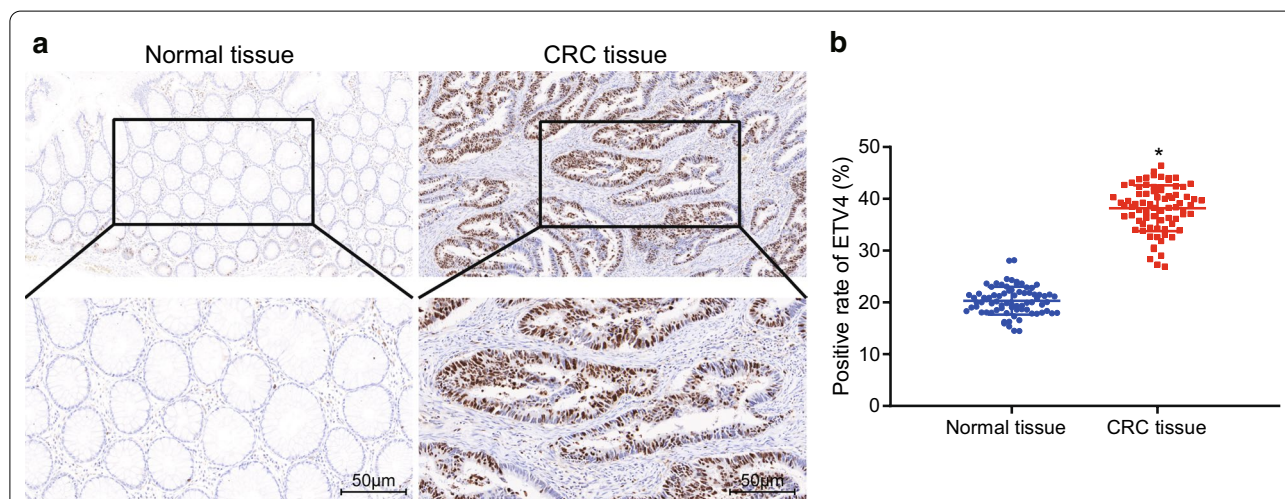 a
Normal tissue
CRC tissue
50µm
50µm
b
*
Positive rate of ETV4 (%)
50
40
30
20
10
0
Normal tissue
CRC tissue